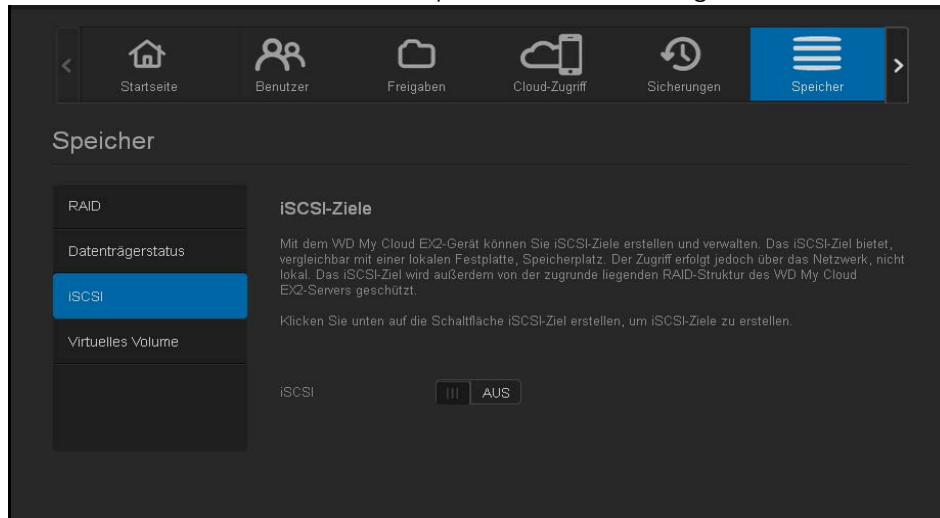 Startseite
Benutzer
Freigaben
Cloud-Zugriff
Sicherungen
Speicher
Speicher
RAID
Datenträgerstatus
iSCSI
Virtuelles Volume
iSCSI-Ziele
Mit dem WD My Cloud EX2-Gerät können Sie iSCSI-Ziele erstellen und verwalten. Das iSCSI-Ziel bietet,
vergleichbar mit einer lokalen Festplatte, Speicherplatz. Der Zugriff erfolgt jedoch über das Netzwerk, nicht
lokal. Das iSCSI-Ziel wird außerdem von der zugrunde liegenden RAID-Struktur des WD My Cloud
EX2-Servers geschützt.
Klicken Sie unten auf die Schaltfläche iSCSI-Ziel erstellen, um iSCSI-Ziele zu erstellen.
iSCSI
AUS